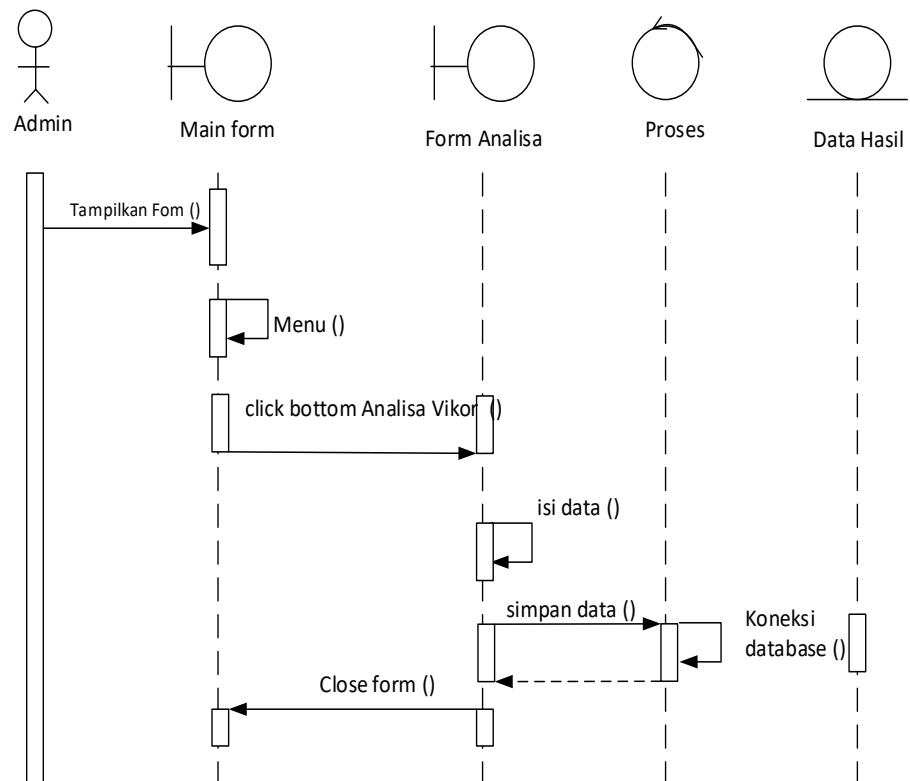 Admin
Main form
Form Analisa
Proses
Data Hasil
Tampilkan Fom ()
Menu ()
click bottom Analisa Vikor ()
isi data ()
simpan data ()
Koneksi
database ()
Close form ()